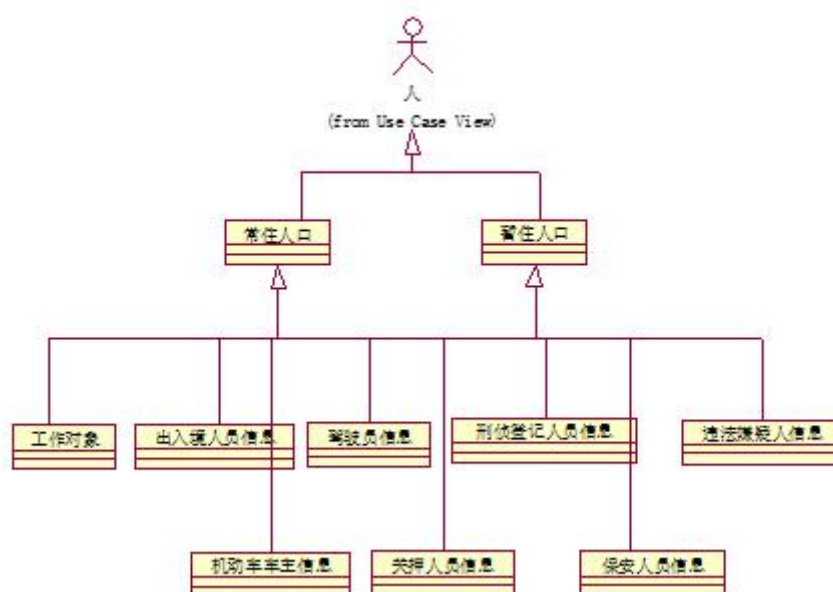 人
(from Use Case View)
常住人口
暂住人口
工作对象
出入境人员信息
驾驶员信息
刑侦登记人员信息
违法嫌疑人信息
机动车车主信息
关押人员信息
保安人员信息